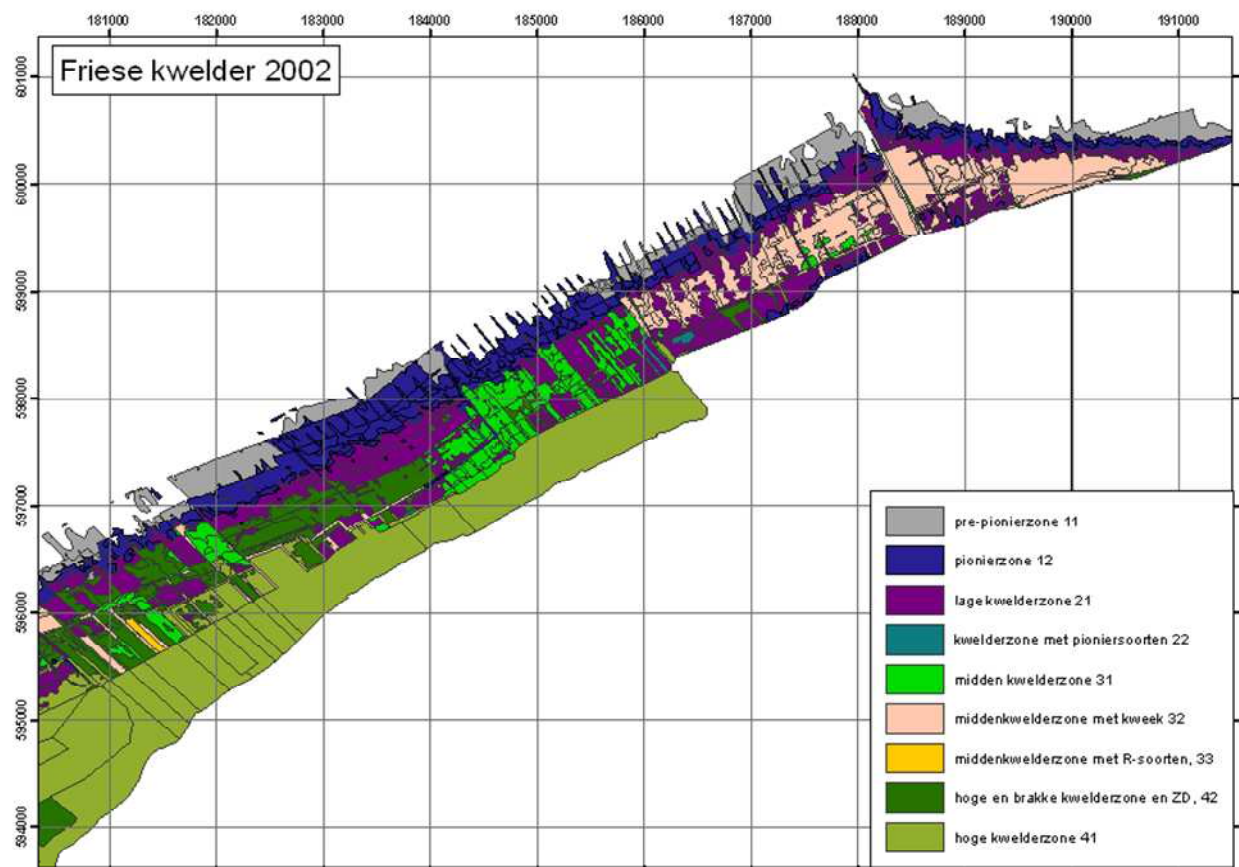 181000 182000 183000 184000 185000 186000 187000 188000 189000 190000 191000
Friese kwelder 2002
601000
600000
599000
598000
597000
596000
595000
594000
pre-pionierzone 11
pionierzone 12
lage kwelderzone 21
kwelderzone met pioniersoorten 22
midden kwelderzone 31
middenkwelderzone met kweek 32
middenkwelderzone met R-soorten, 33
hoge en brakke kwelderzone en ZD, 42
hoge kwelderzone 41